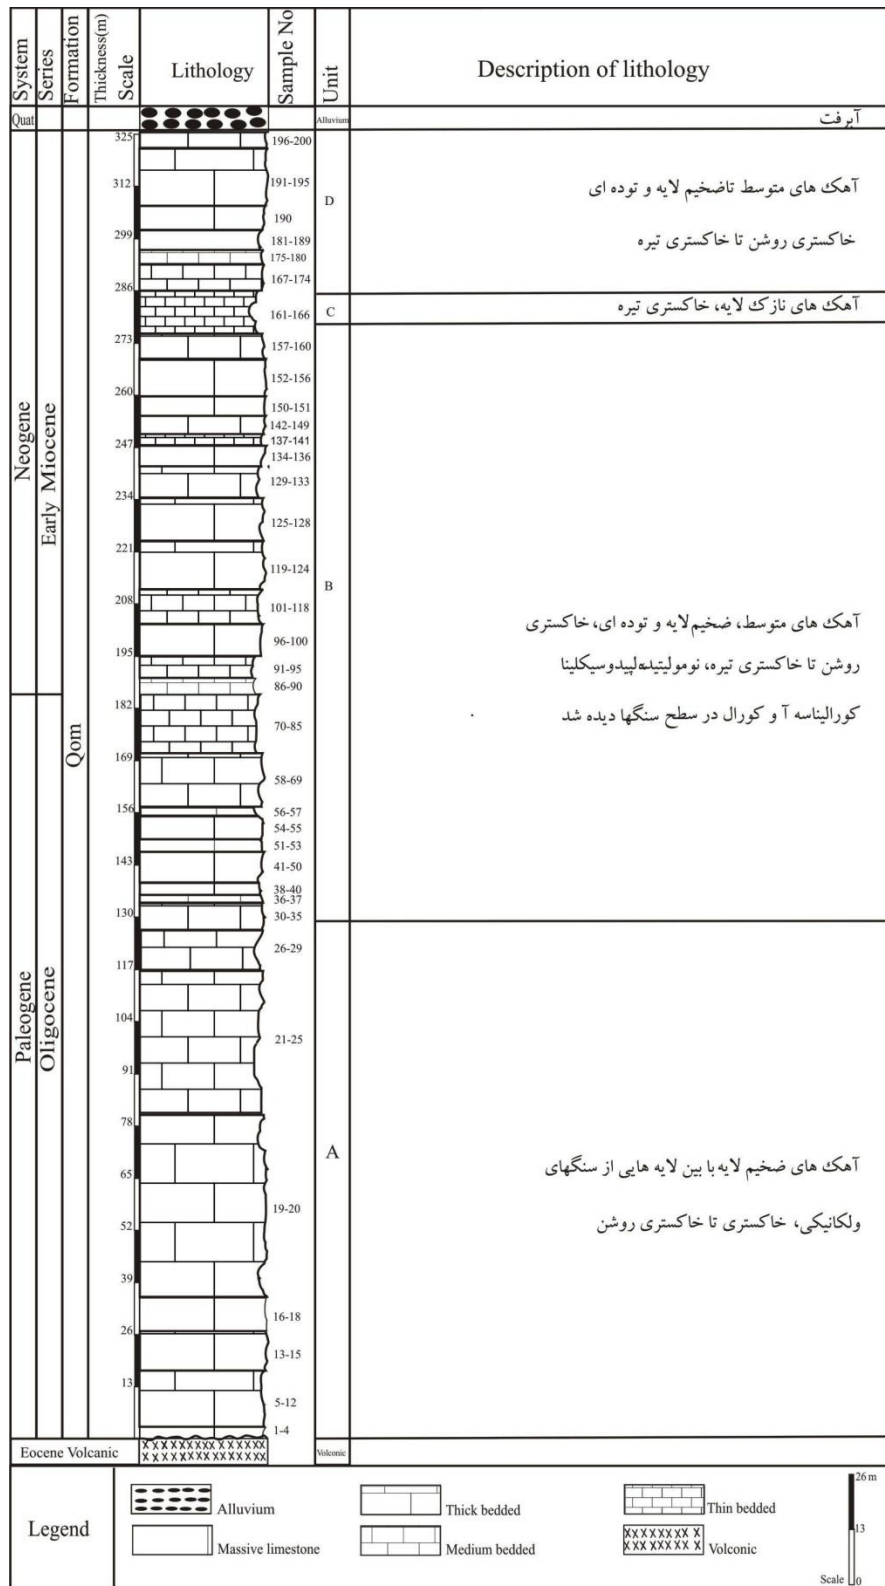 System
Series
Formation
Thickness(m)
Scale
Lithology
Sample No
Unit
Description of lithology
Quat
Alluvium
آبرفت
Neogene
Early Miocene
Paleogene
Oligocene
Qom
325
312
299
286
273
260
247
234
221
208
195
182
169
156
143
130
117
104
91
78
65
52
39
26
13
196-200
191-195
190
181-189
175-180
167-174
161-166
157-160
152-156
150-151
142-149
137-141
134-136
129-133
125-128
119-124
101-118
96-100
91-95
86-90
70-85
58-69
56-57
54-55
51-53
41-50
38-40
36-37
30-35
26-29
21-25
19-20
16-18
13-15
5-12
1-4
D
آهک های متوسط تاضخیم لایه و توده ای
خاکستری روشن تا خاکستری تیره
C
آهک های نازک لایه، خاکستری تیره
B
آهک های متوسط، ضخیم لایه و توده ای، خاکستری
روشن تا خاکستری تیره، نومولیتیده،لپیدوسیکلینا
کورالیناسه آ و کورال در سطح سنگها دیده شد
A
آهک های ضخیم لایه با بین لایه هایی از سنگهای
ولکانیکی، خاکستری تا خاکستری روشن
Eocene Volcanic
Volconic
Legend
Alluvium
Thick bedded
Thin bedded
Massive limestone
Medium bedded
Volconic
26 m
13
Scale 0